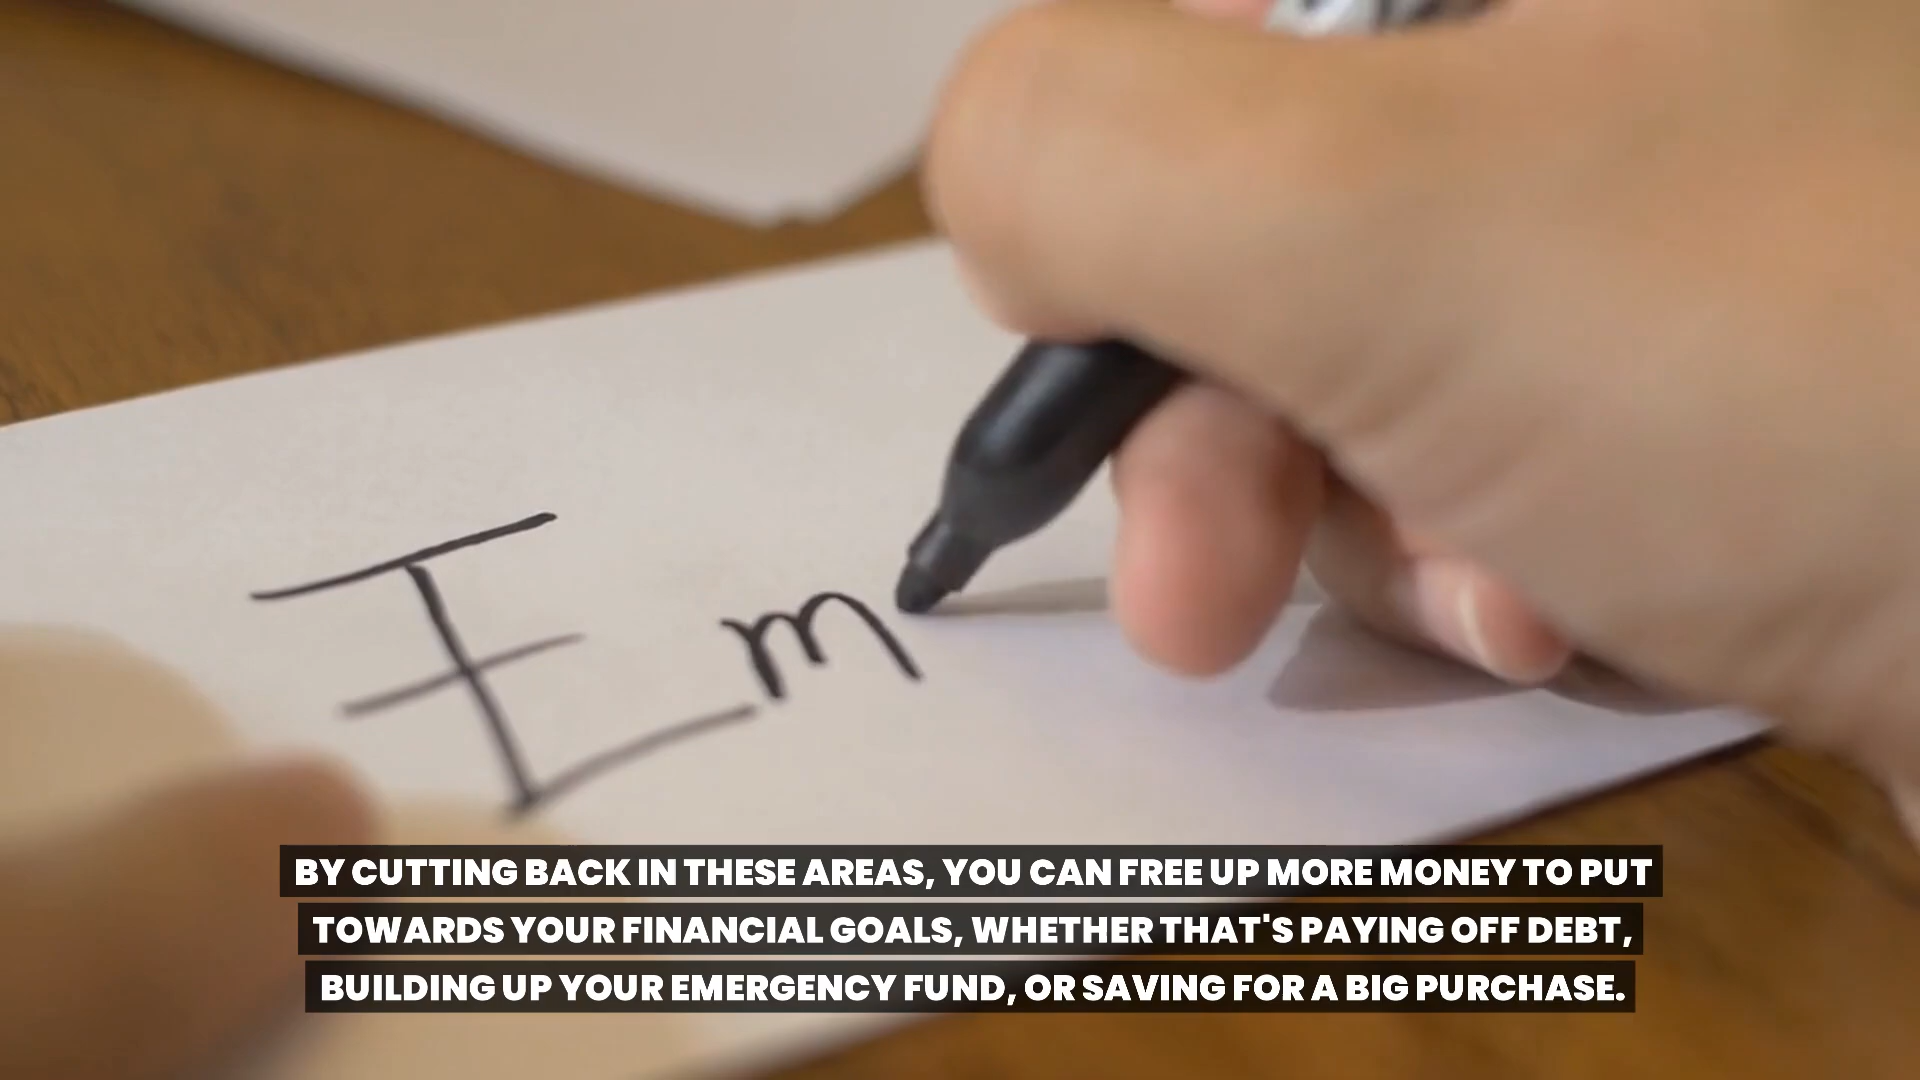 Em
BY CUTTING BACK IN THESE AREAS, YOU CAN FREE UP MORE MONEY TO PUT
TOWARDS YOUR FINANCIAL GOALS, WHETHER THAT'S PAYING OFF DEBT,
BUILDING UP YOUR EMERGENCY FUND, OR SAVING FOR A BIG PURCHASE.